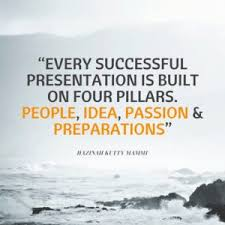 “EVERY SUCCESSFUL
PRESENTATION IS BUILT
ON FOUR PILLARS.
PEOPLE, IDEA, PASSION &
PREPARATIONS”
HAZINAH KUTTY MAMMI